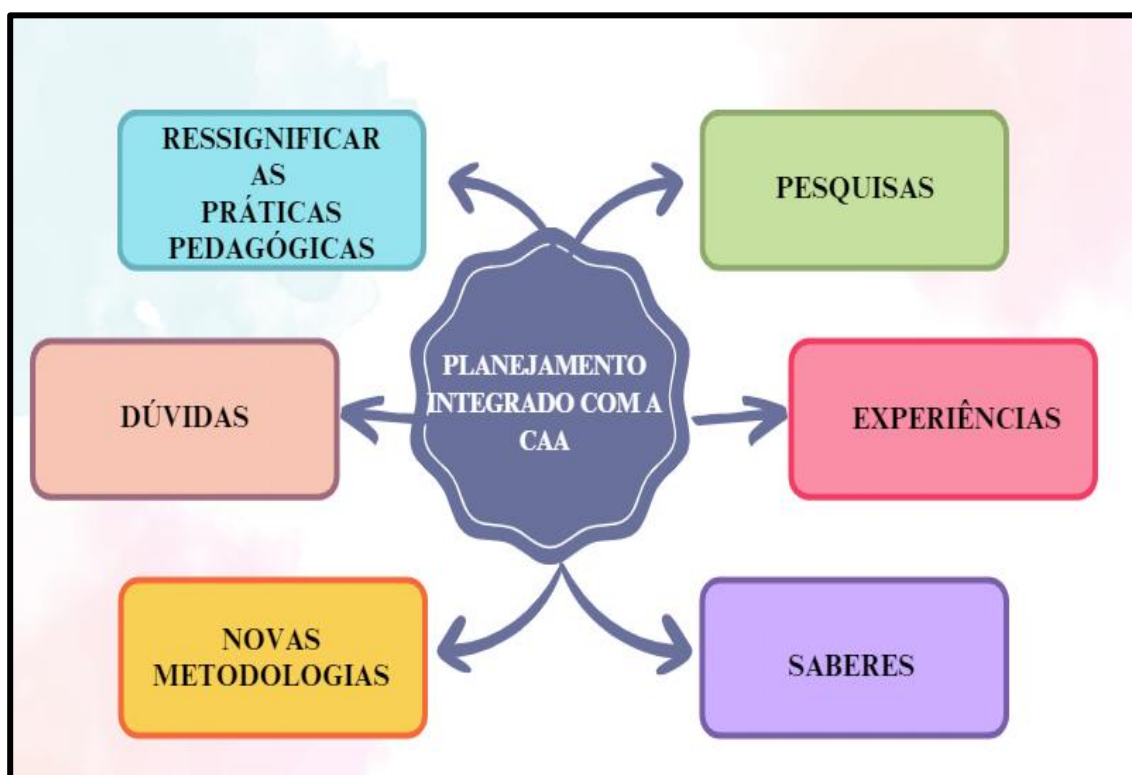 RESSIGNIFICAR
AS
PRÁTICAS
PEDAGÓGICAS
PESQUISAS
DÚVIDAS
PLANEJAMENTO
INTEGRADO COM A
CAA
EXPERIÊNCIAS
NOVAS
METODOLOGIAS
SABERES